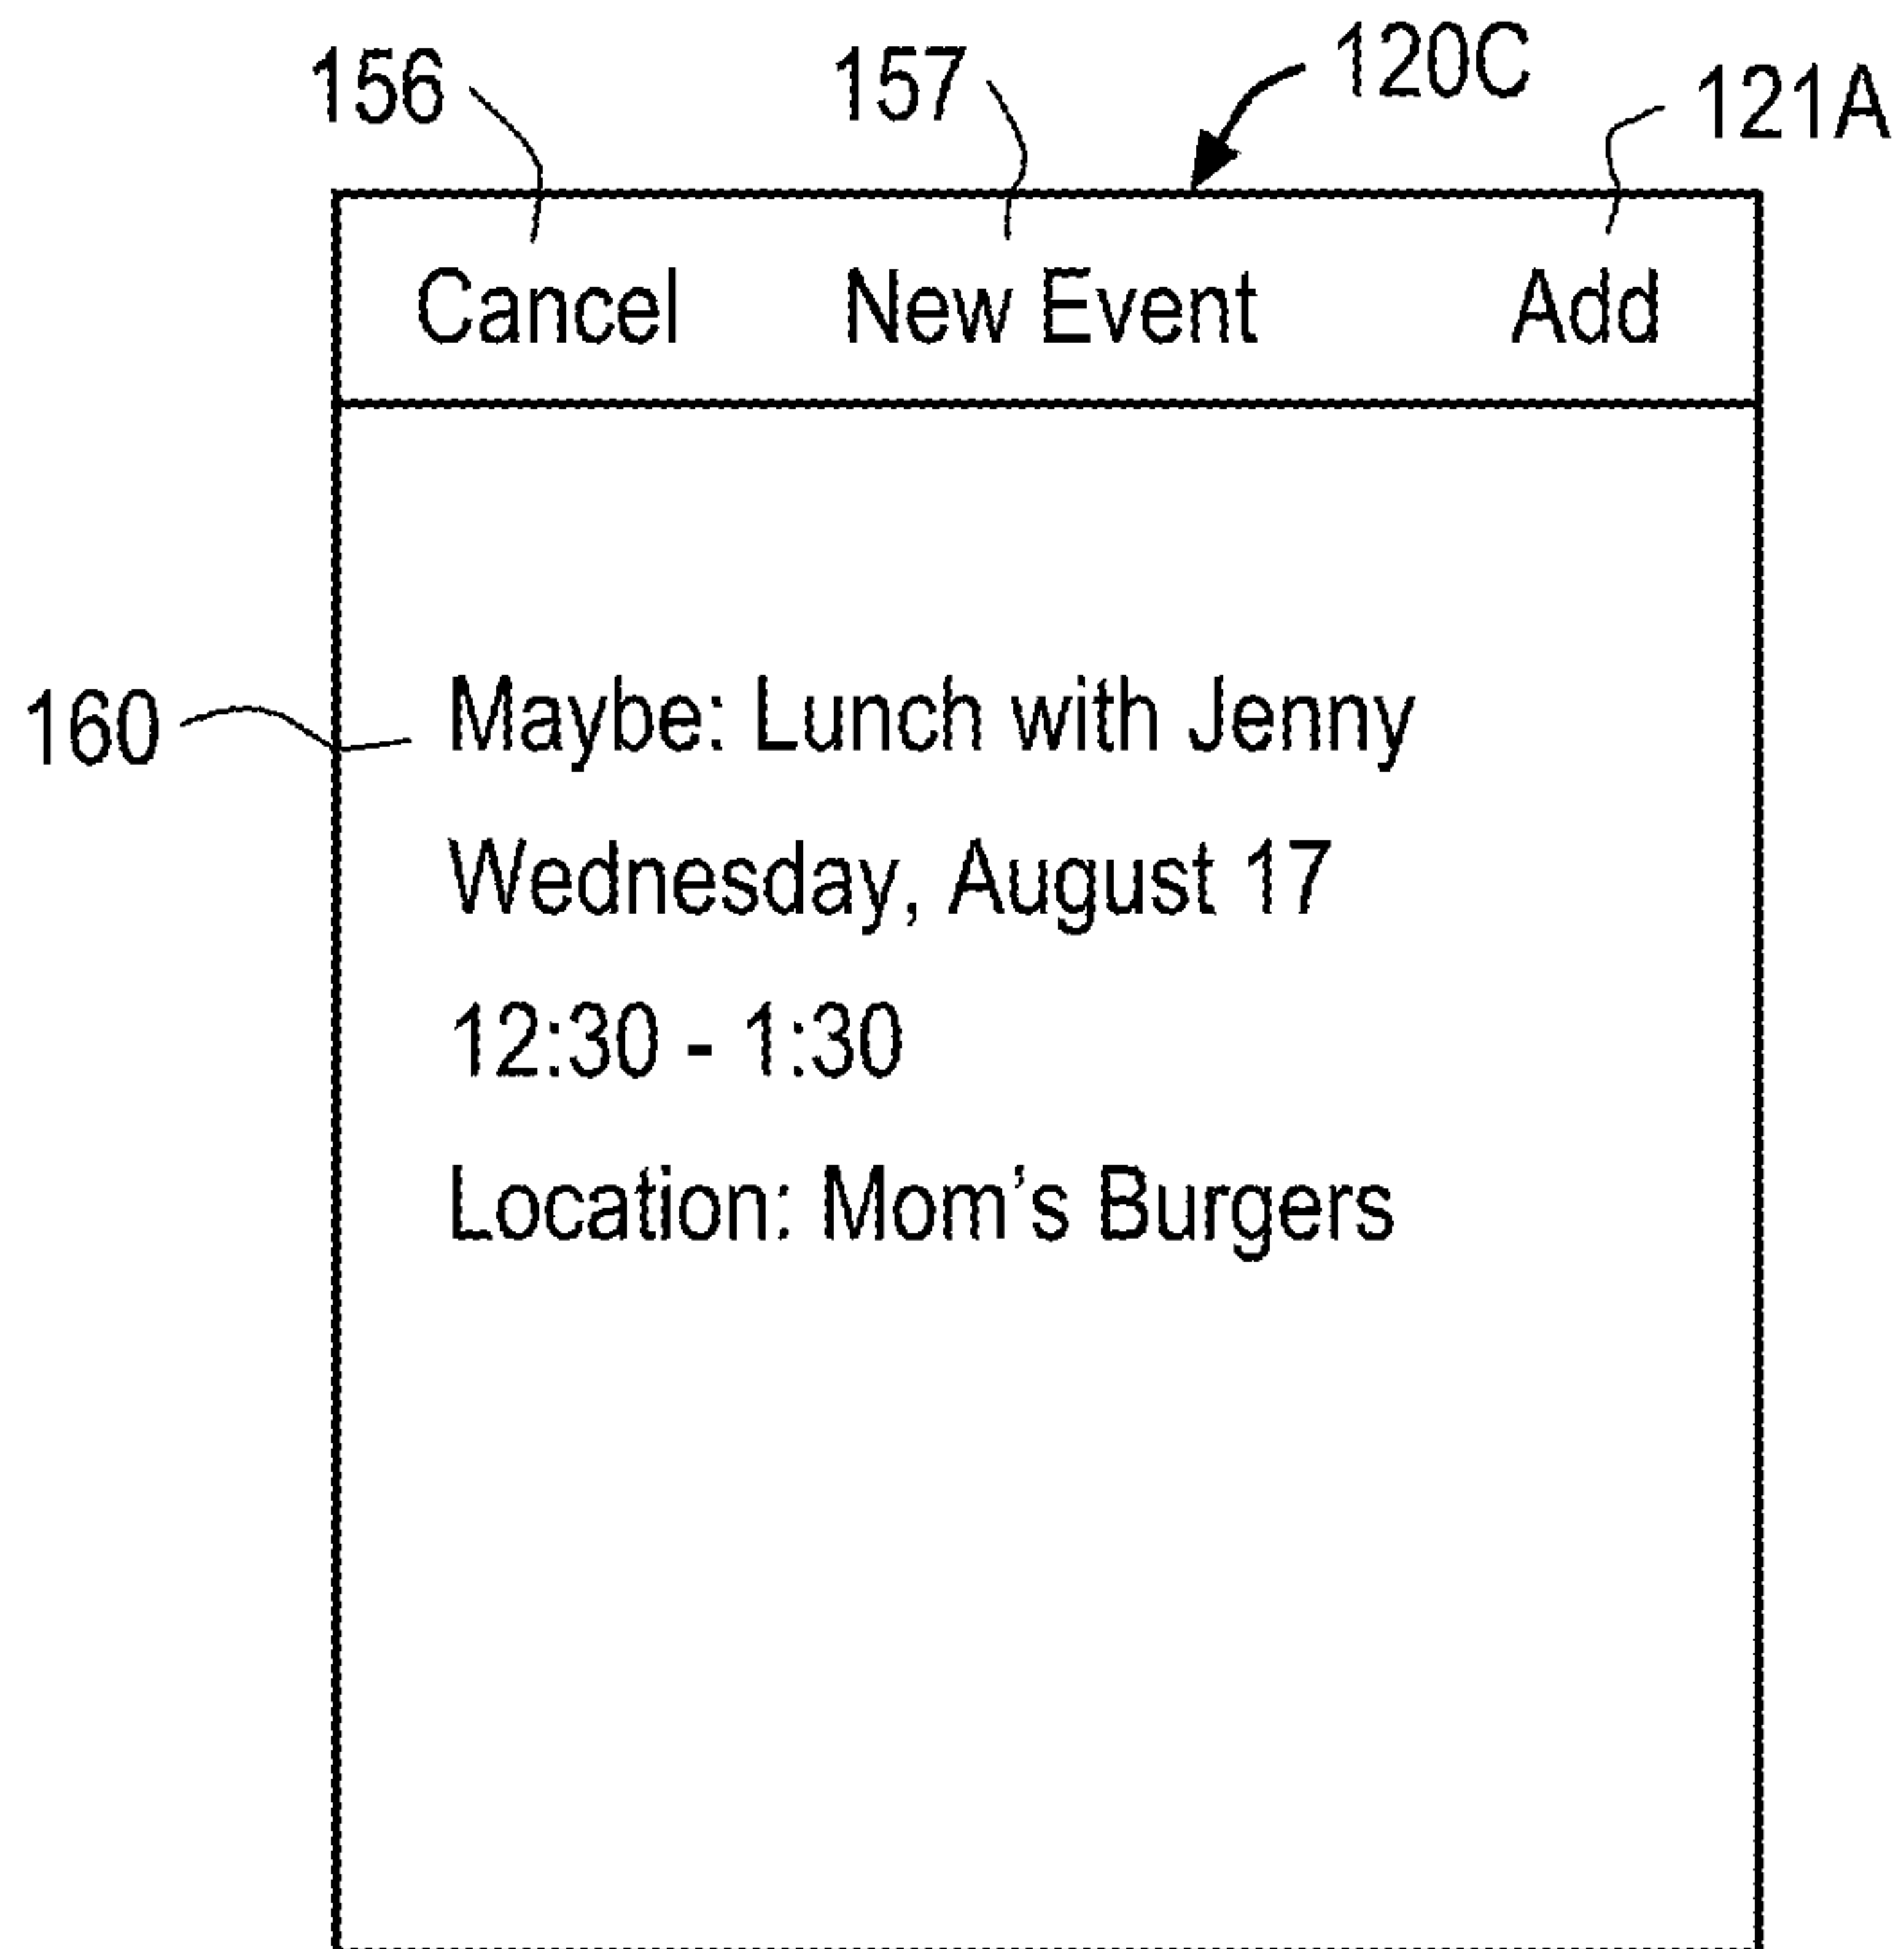 156 157 120C 121A
Cancel New Event Add
160 Maybe: Lunch with Jenny
Wednesday, August 17
12:30 - 1:30
Location: Mom's Burgers